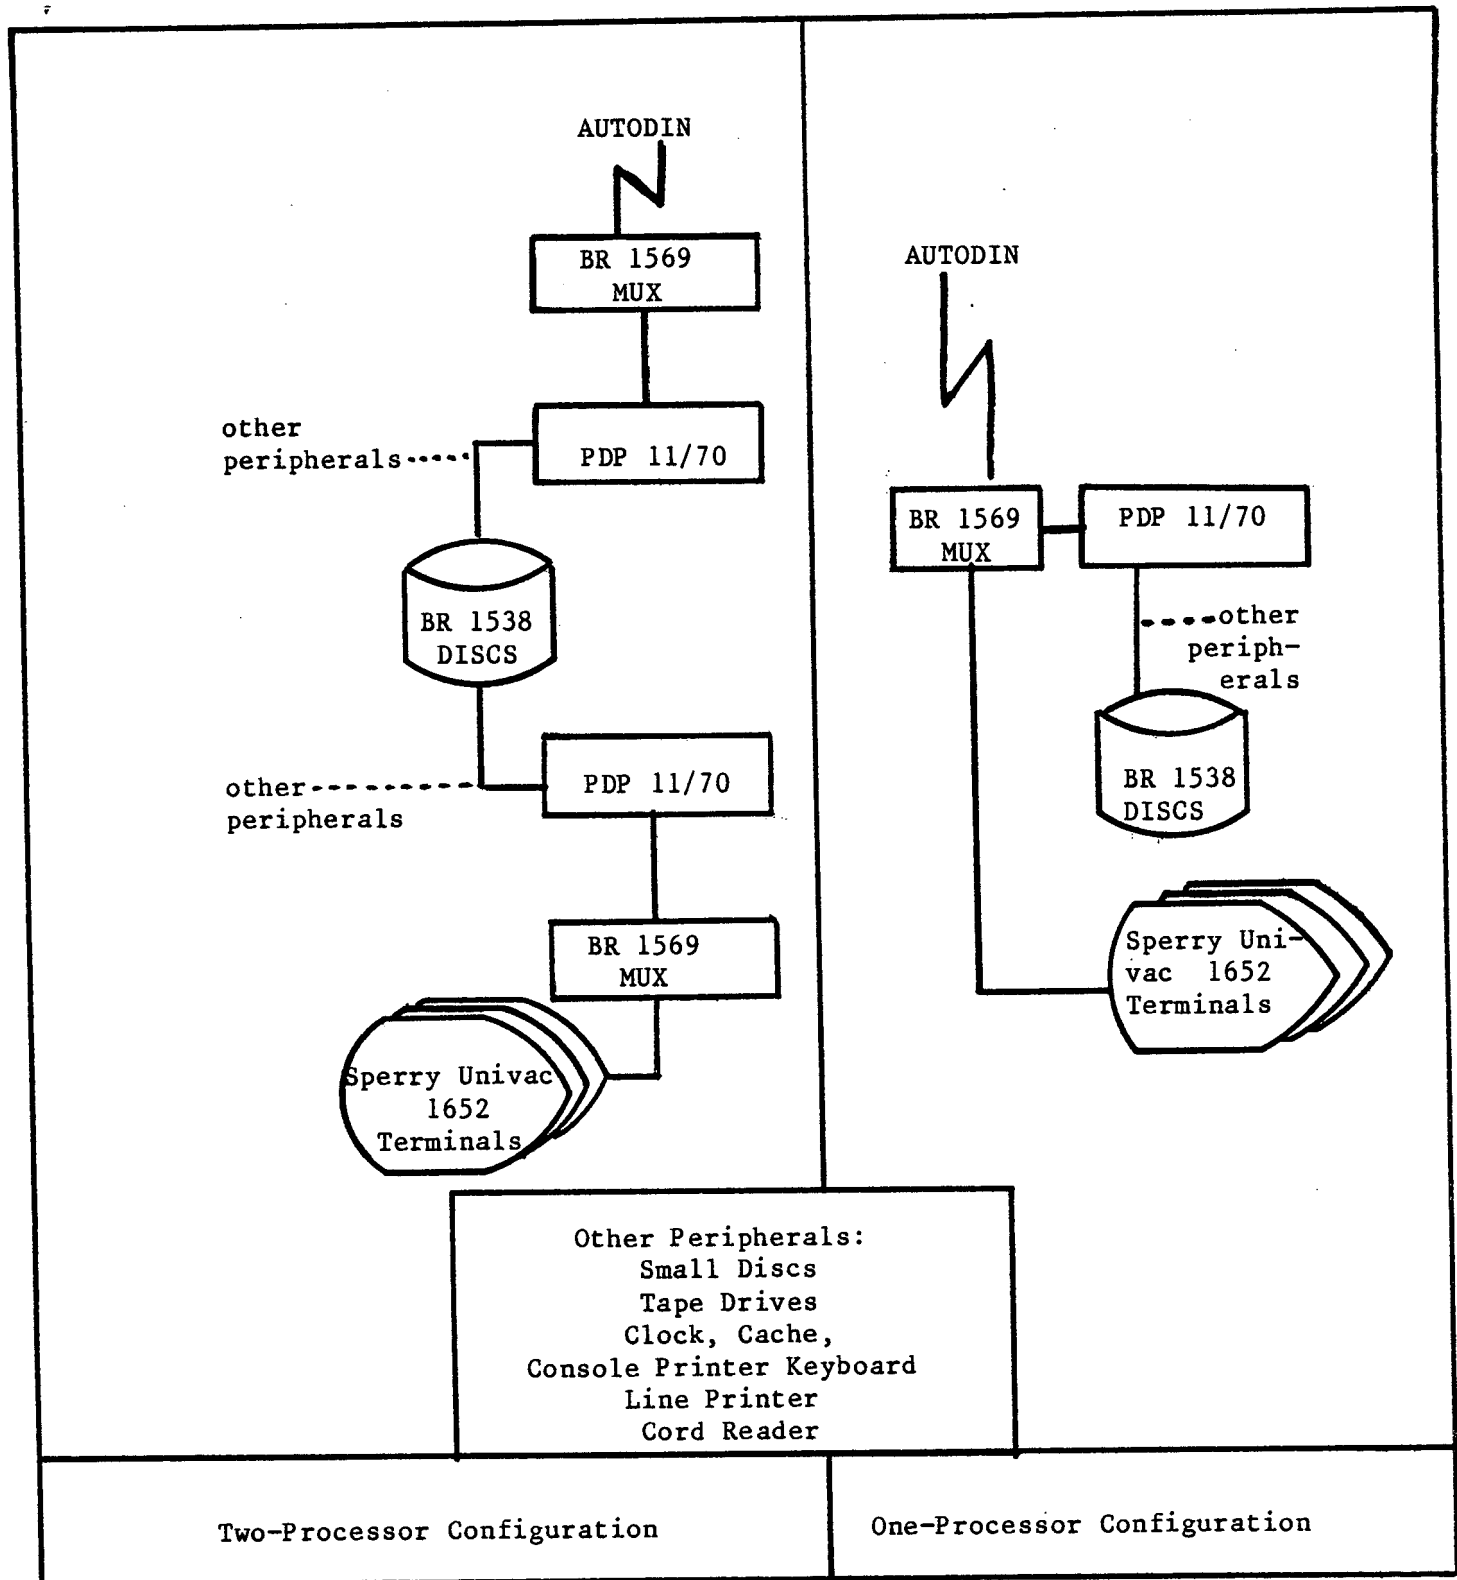 AUTODIN
BR 1569
MUX
other
peripherals
PDP 11/70
BR 1538
DISCS
other
peripherals
PDP 11/70
BR 1569
MUX
Sperry Univac
1652
Terminals
AUTODIN
BR 1569
MUX
PDP 11/70
other
periph-
erals
BR 1538
DISCS
Sperry Uni-
vac 1652
Terminals
Other Peripherals:
Small Discs
Tape Drives
Clock, Cache,
Console Printer Keyboard
Line Printer
Cord Reader
Two-Processor Configuration
One-Processor Configuration